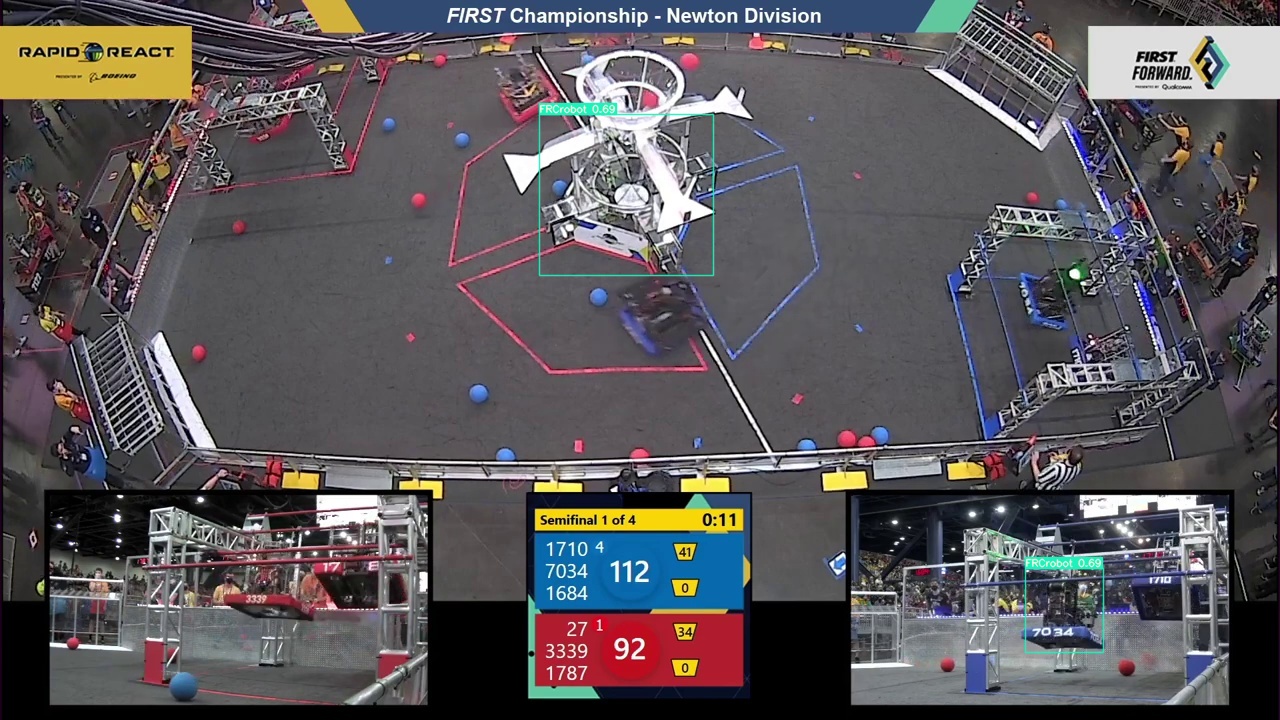 FIRST Championship - Newton Division
RAPID REACT
PRESENTED BY BOEING
FIRST
FORWARD
PRESENTED BY Qualcomm
FRCrobot 0.69
Semifinal 1 of 4 0:11
1710 4
7034
1684
112
41
0
27 1
3339
1787
92
34
0
3339
17
FRCrobot 0.69
7034
1710